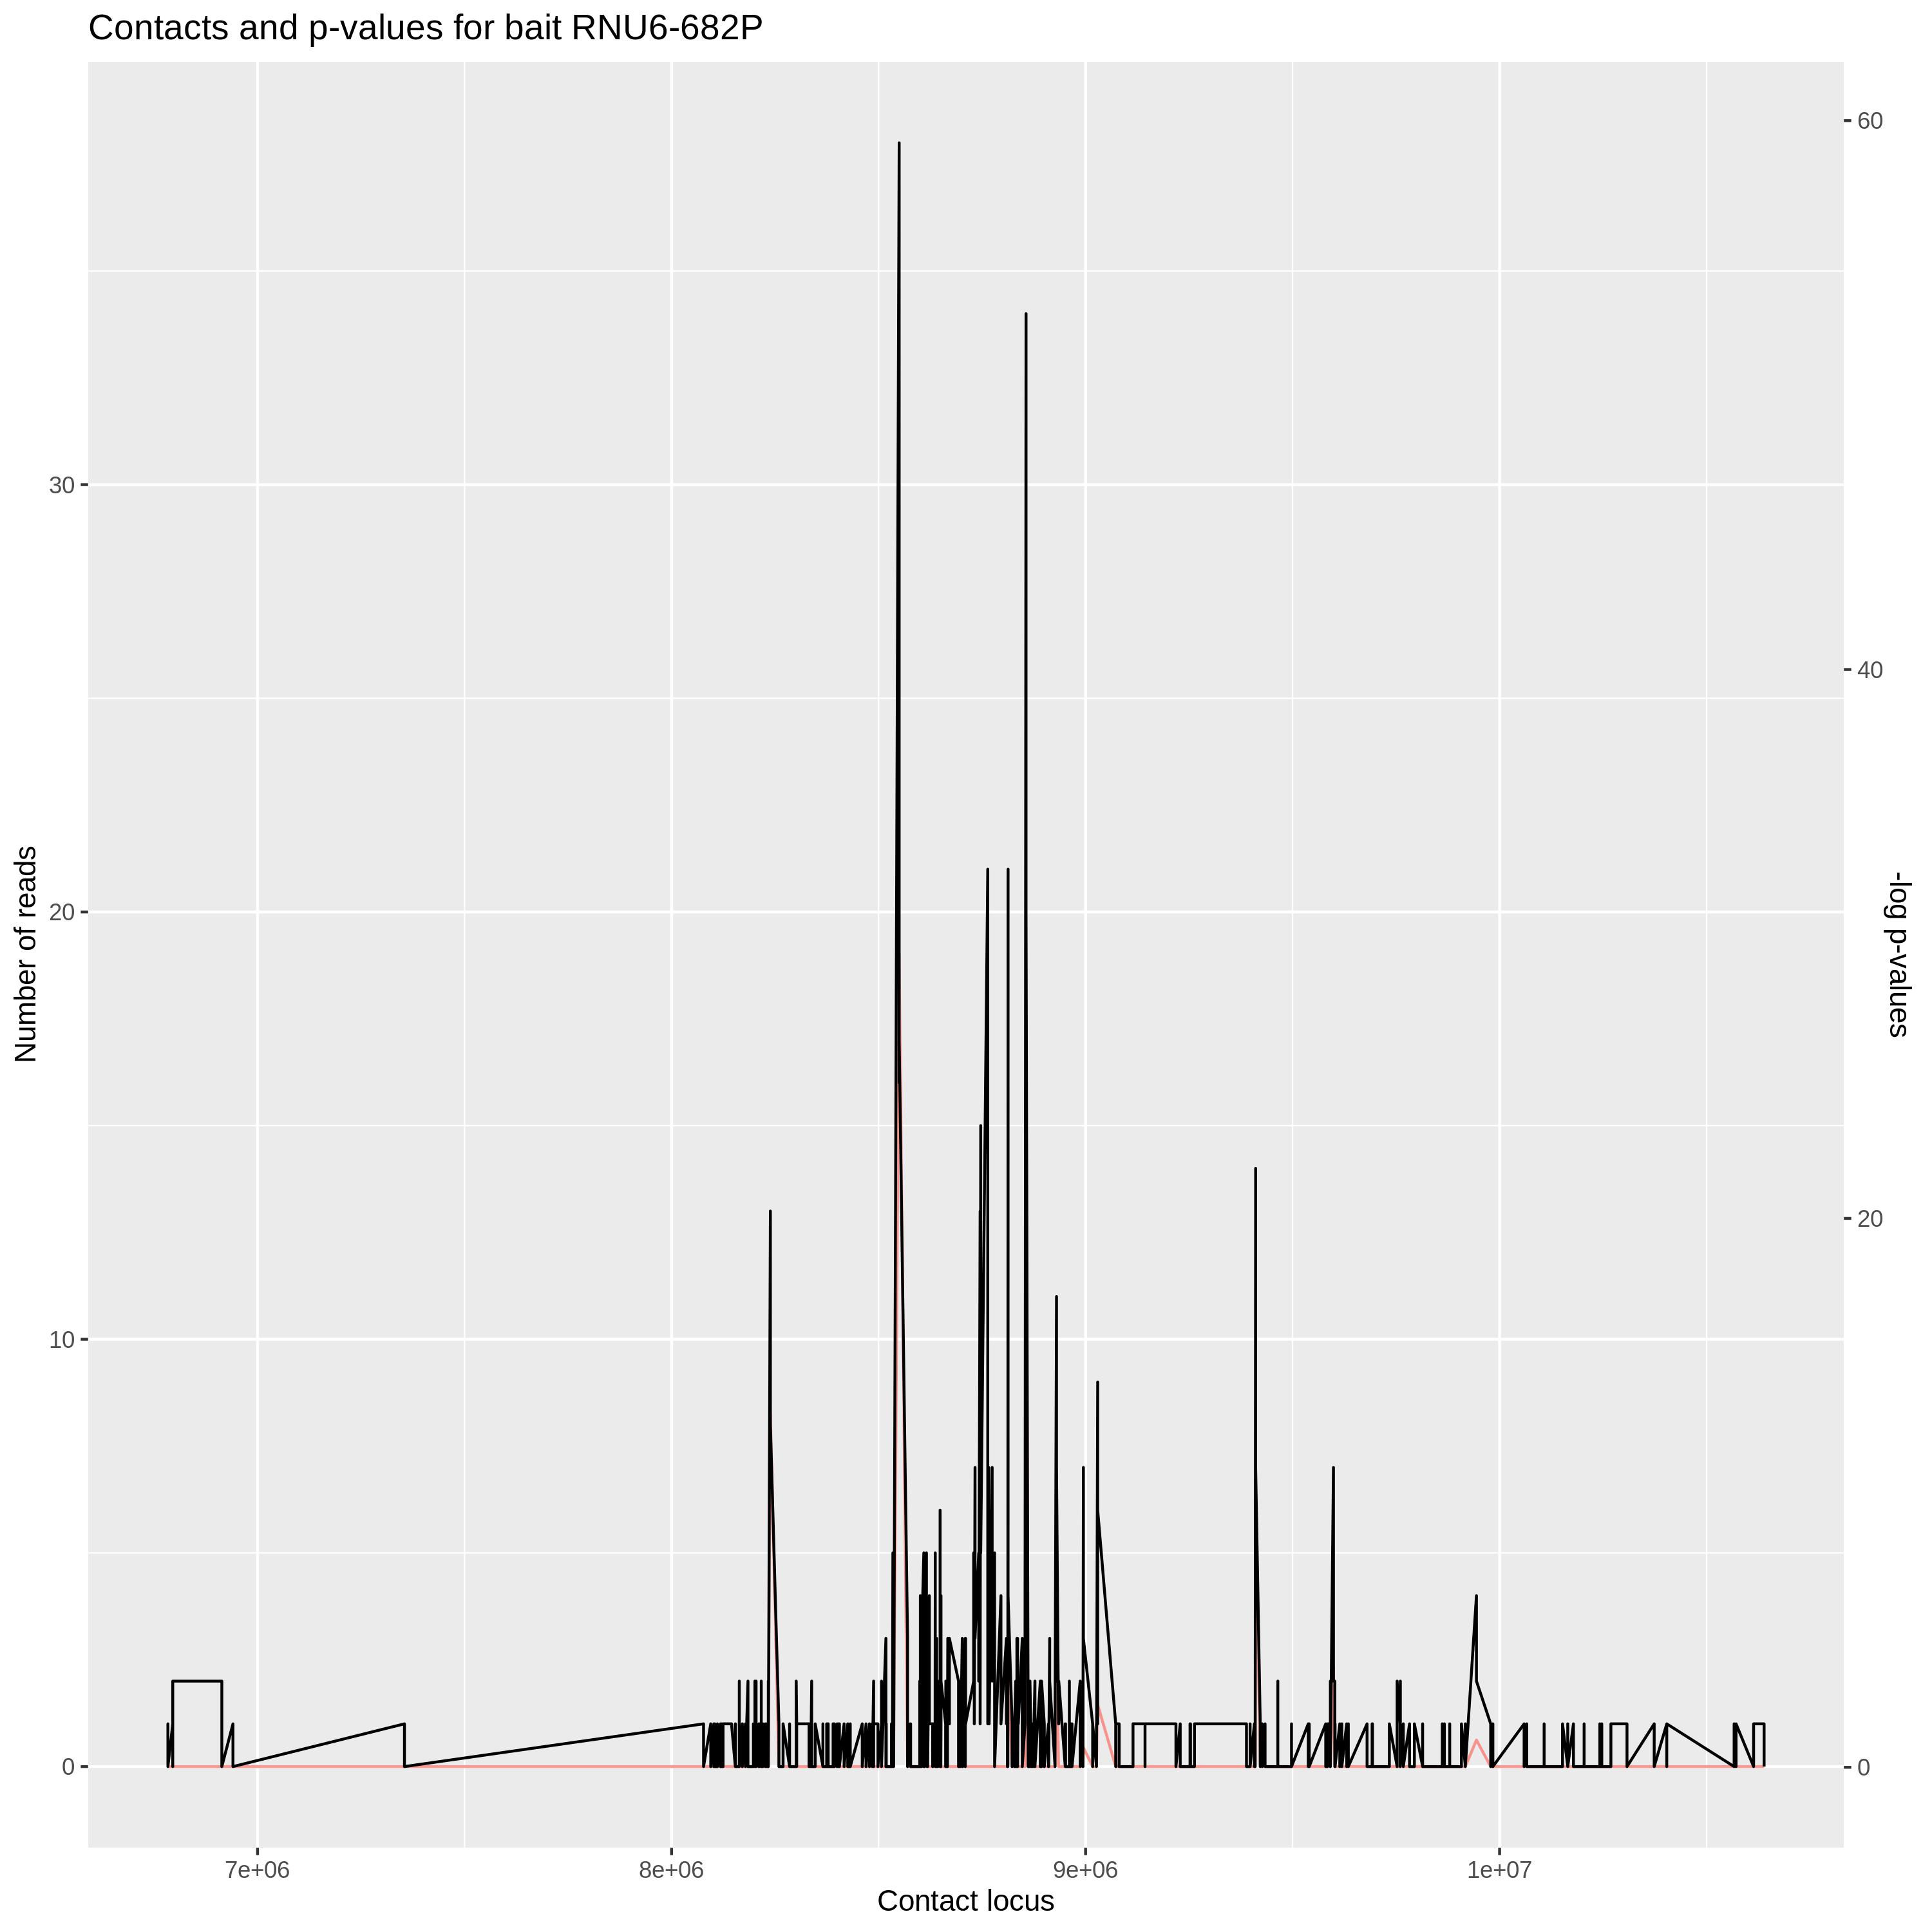 Contacts and p-values for bait RNU6-682P
60
30
40
20
20
10
0
0
Number of reads
-log p-values
7e+06
8e+06
9e+06
1e+07
Contact locus